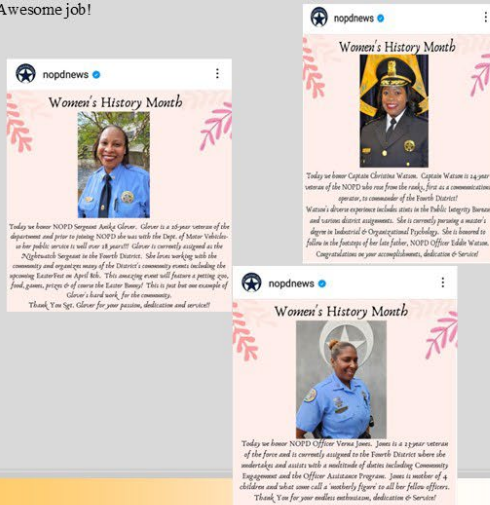 Awesome job!
nopdnews
Women's History Month
Today we honor NOPD Sergeant Anika Glover. Glover is a 26-year veteran of the
department and prior to joining NOPD she was with the Dept. of Motor Vehicles-
so her public service is well over 28 years!!! Glover is currently assigned as the
Nightwatch Sergeant in the Fourth District. She loves working with the
community and organizes many of the District's community events including the
upcoming EasterFest on April 8th. This amazing event will feature a petting zoo,
food, games, prizes & of course the Easter Bunny! This is just but one example of
Glover's hard work for the community.
Thank You Sgt. Glover for your passion, dedication and service!!
nopdnews
Women's History Month
Today we honor Captain Christina Watson. Captain Watson is 24-year
veteran of the NOPD who rose from the ranks, first as a communications
operator, to commander of the Fourth District!
Watson's diverse experience includes stints in the Public Integrity Bureau
and various district assignments. She is currently pursuing a master's
degree in Industrial & Organizational Psychology. She is honored to
follow in the footsteps of her late father, NOPD Officer Eddie Watson.
Congratulations on your accomplishments, dedication & Service!
nopdnews
Women's History Month
Today we honor NOPD Officer Verna Jones. Jones is a 23-year veteran
of the force and is currently assigned to the Fourth District where she
undertakes and assists with a multitude of duties including Community
Engagement and the Officer Assistance Program. Jones is mother of 4
children and what some call a 'motherly figure' to all her fellow officers.
Thank You for your endless enthusiasm, dedication & Service!